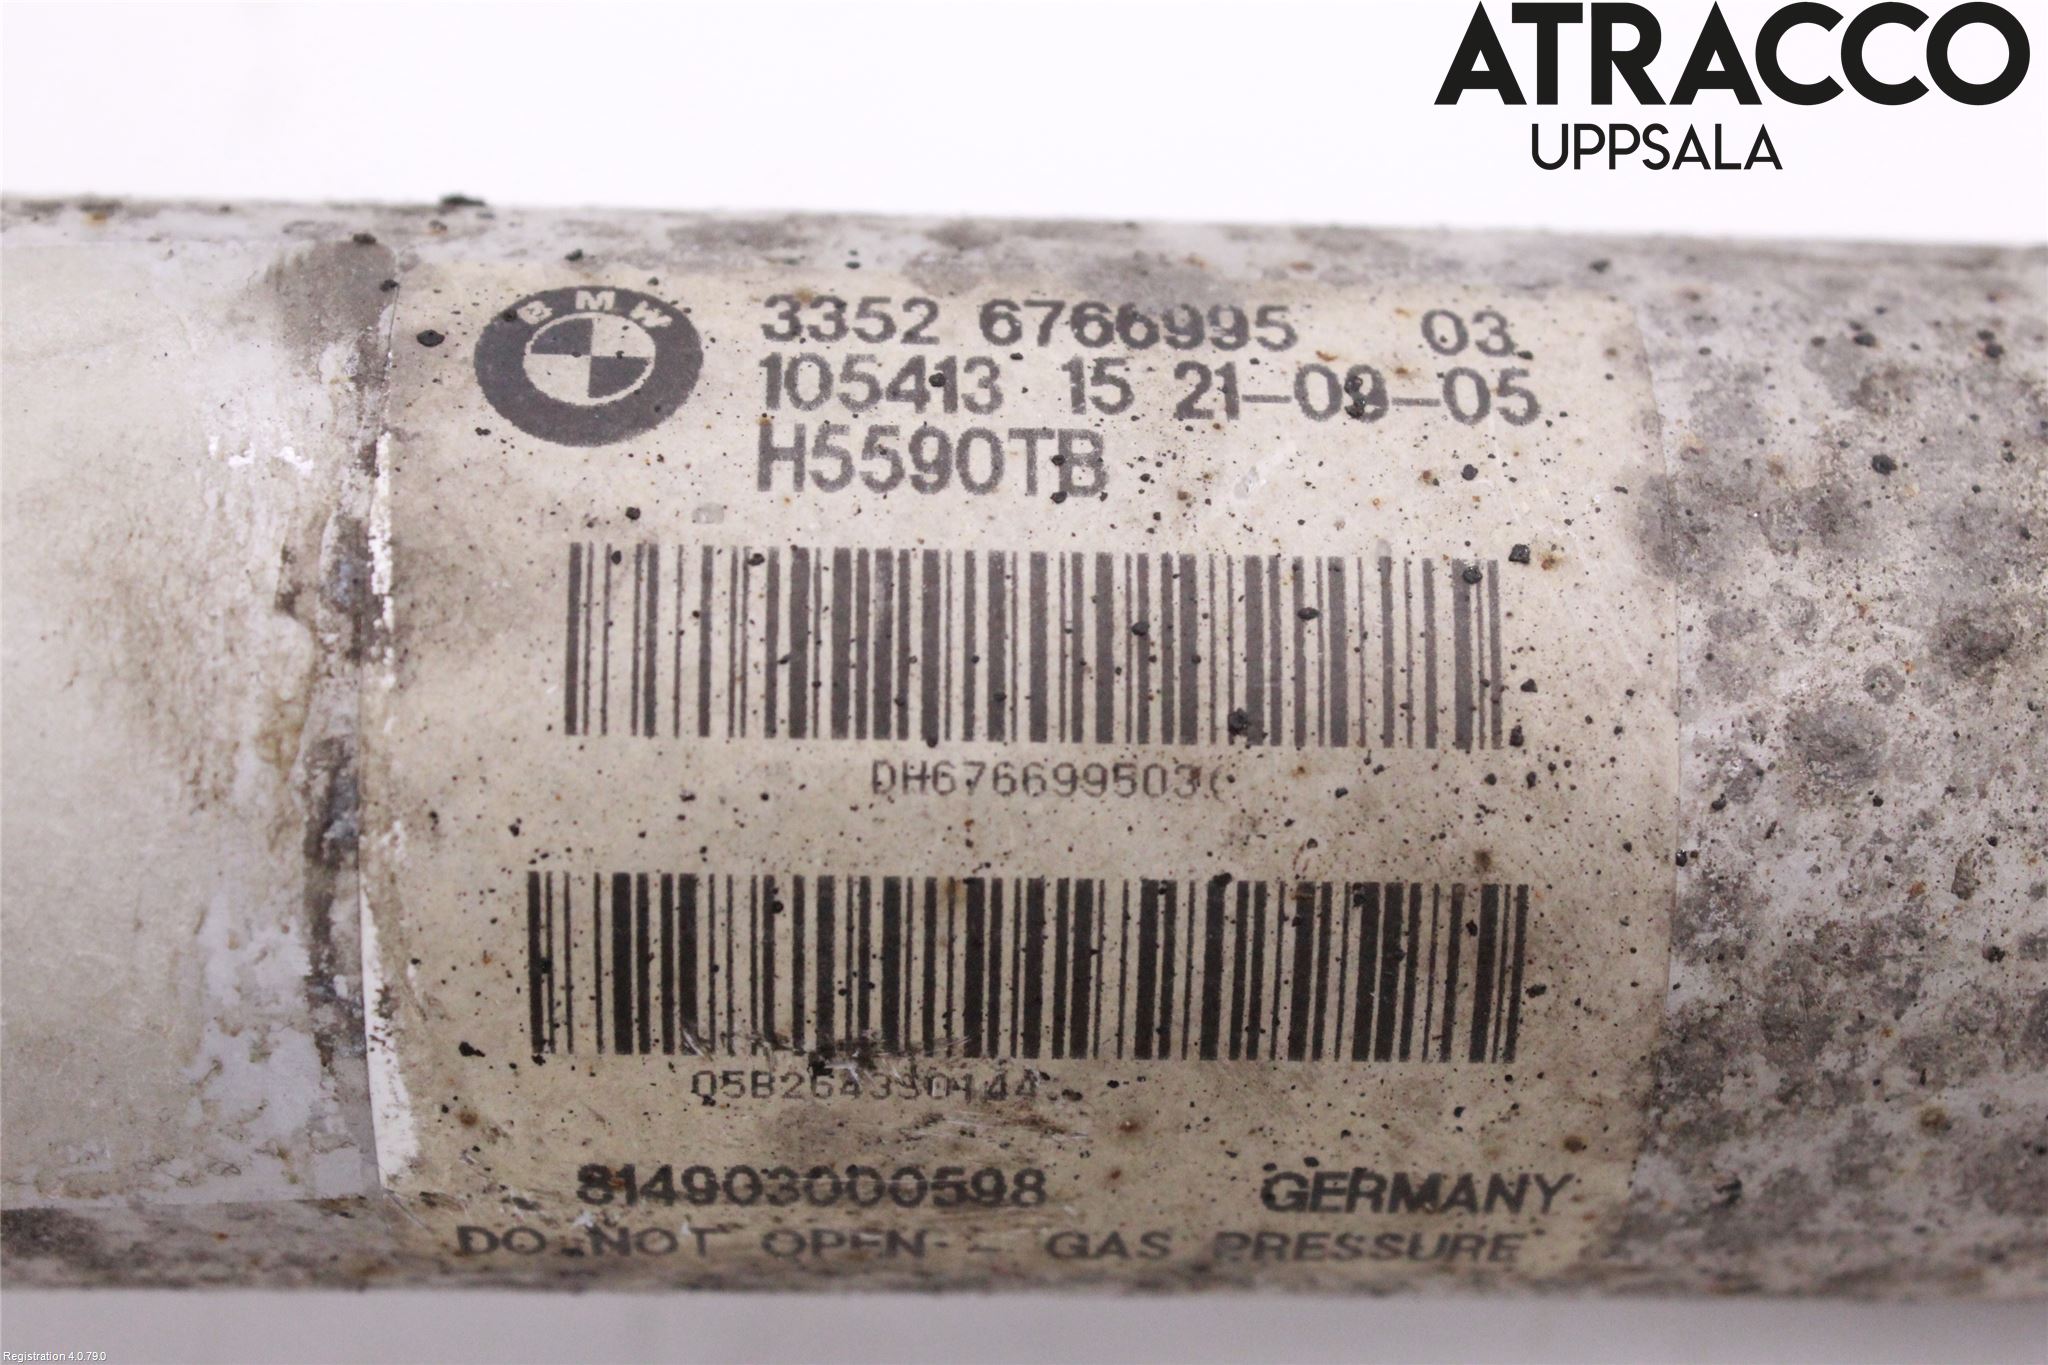 ATRACCO
UPPSALA
BMW
3352 6766995 03
105413 15 21-09-05
H5590TB
DH676699503
814903000598 GERMANY
DO NOT OPEN - GAS PRESSURE
Registration 4.0.79.0